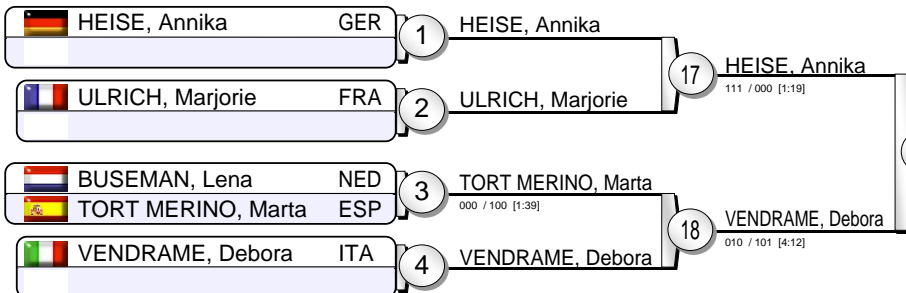 HEISE, Annika GER
1
HEISE, Annika
17
HEISE, Annika
111 / 000 [1:19]
ULRICH, Marjorie FRA
2
ULRICH, Marjorie
BUSEMAN, Lena NED
TORT MERINO, Marta ESP
3
TORT MERINO, Marta
000 / 100 [1:39]
18
VENDRAME, Debora
010 / 101 [4:12]
VENDRAME, Debora ITA
4
VENDRAME, Debora